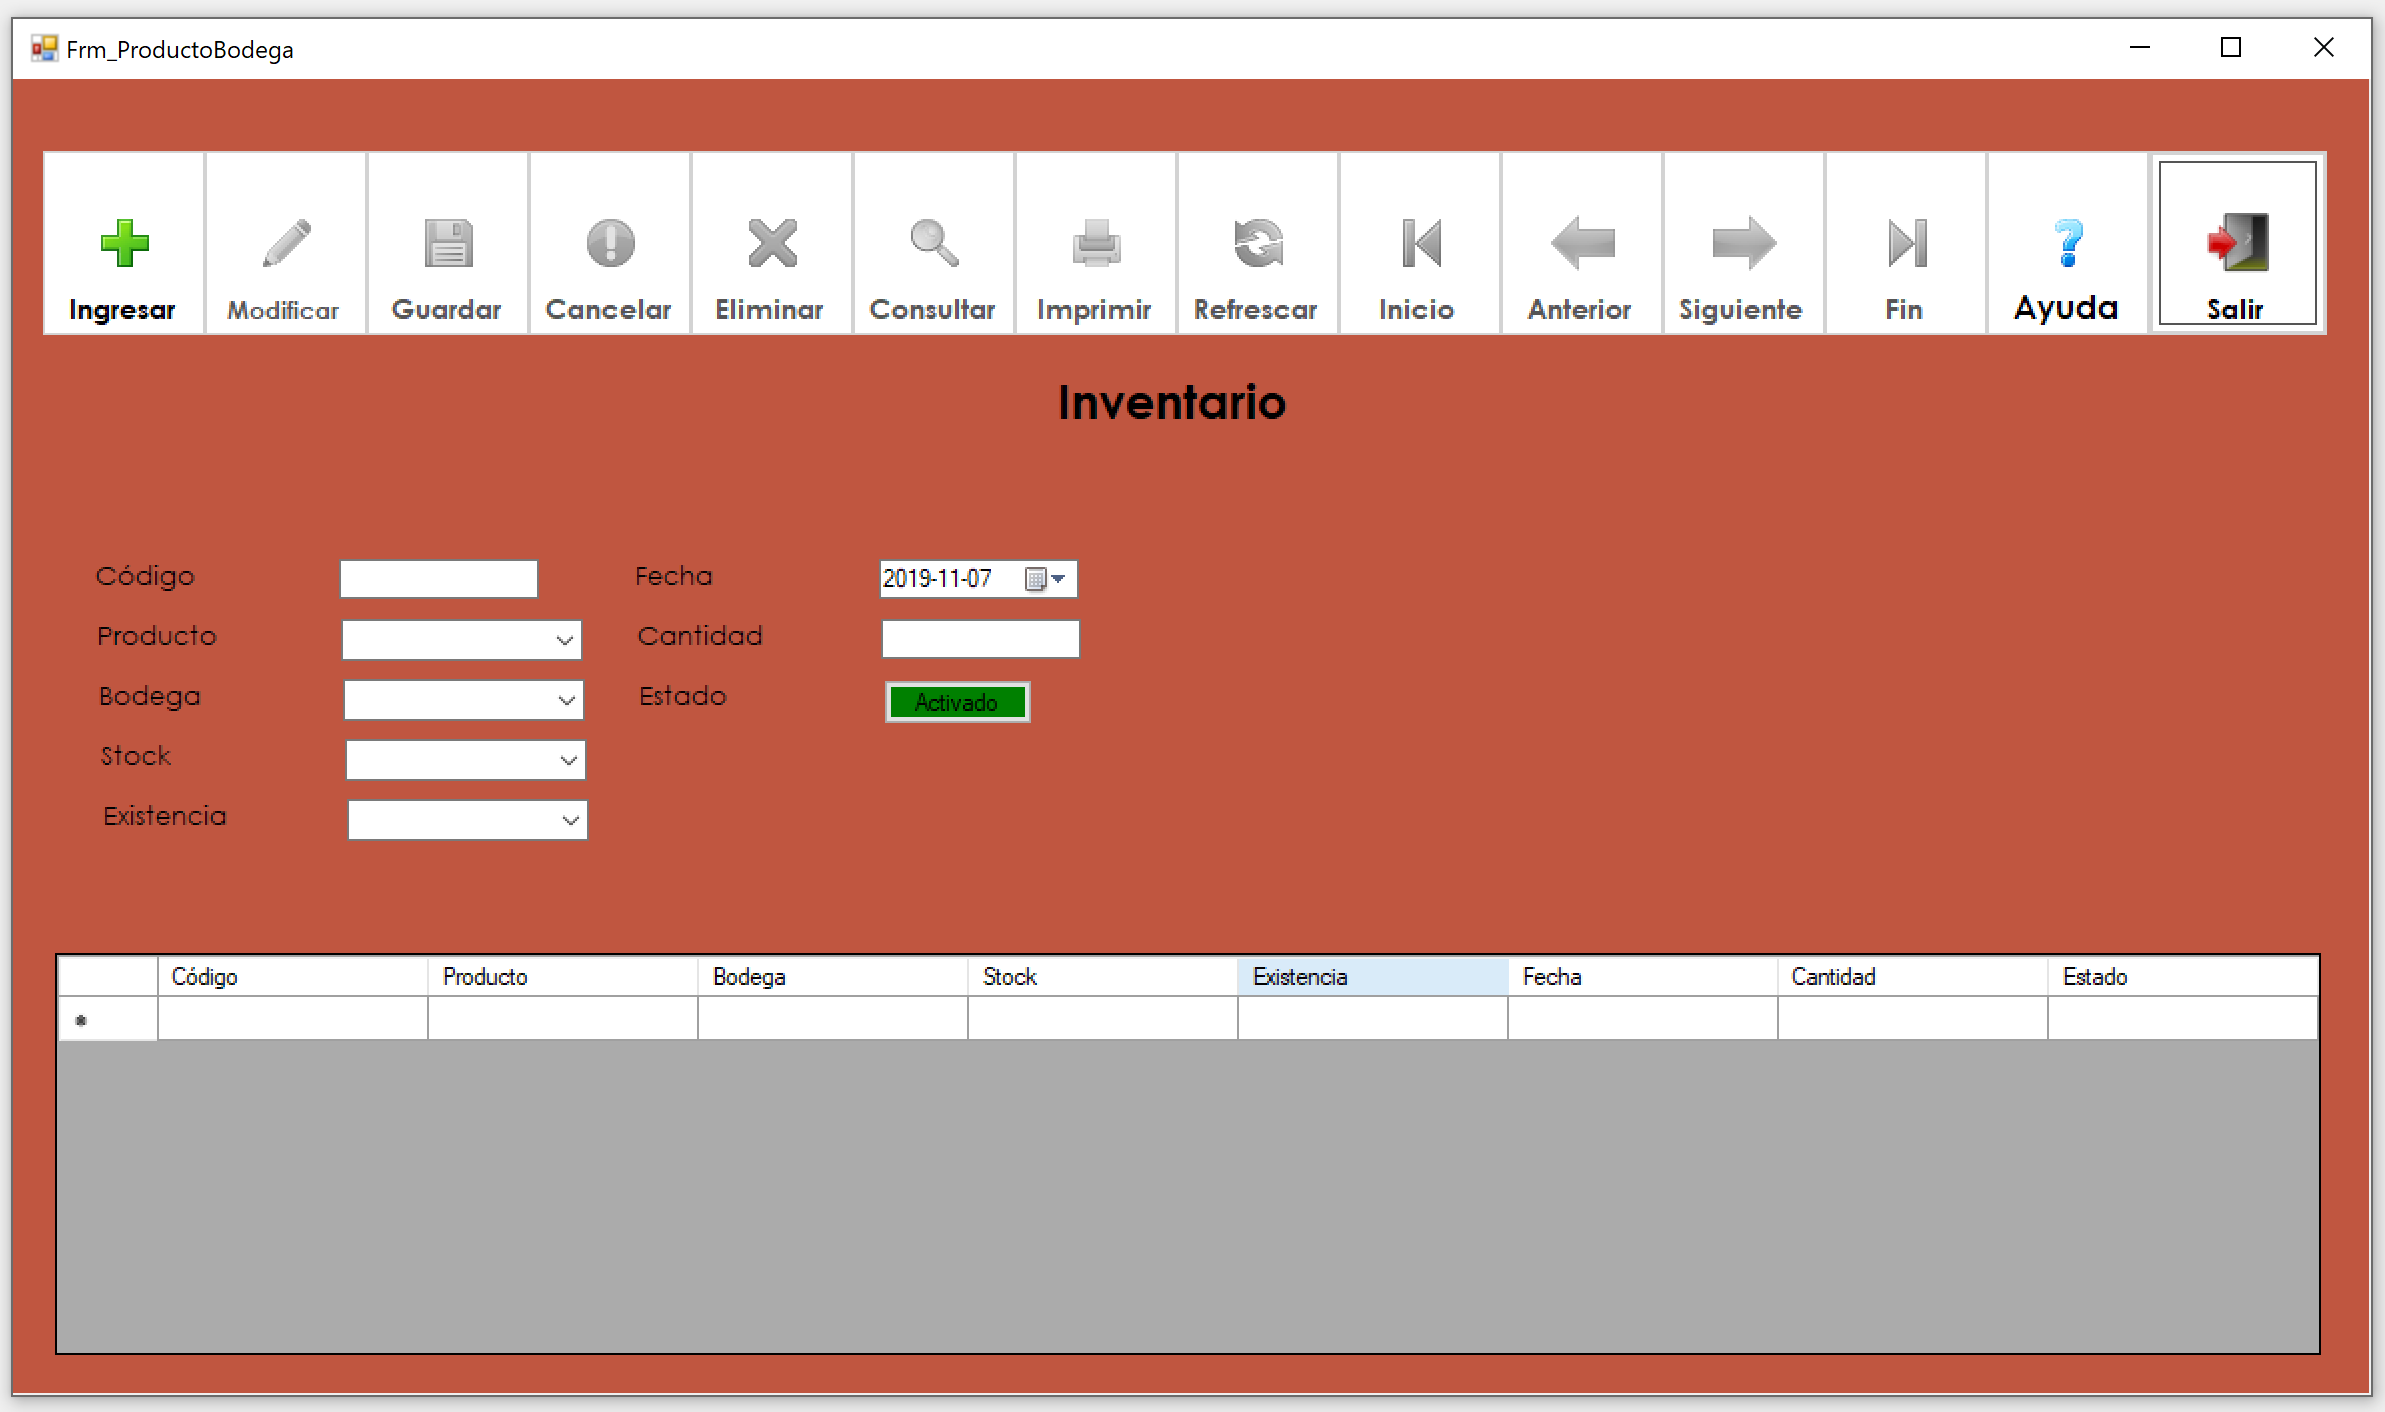 Frm_ProductoBodega
Ingresar Modificar Guardar Cancelar Eliminar Consultar Imprimir Refrescar Inicio Anterior Siguiente Fin Ayuda Salir
Inventario
Código Fecha 2019-11-07
Producto Cantidad
Bodega Estado Activado
Stock
Existencia
Código Producto Bodega Stock Existencia Fecha Cantidad Estado